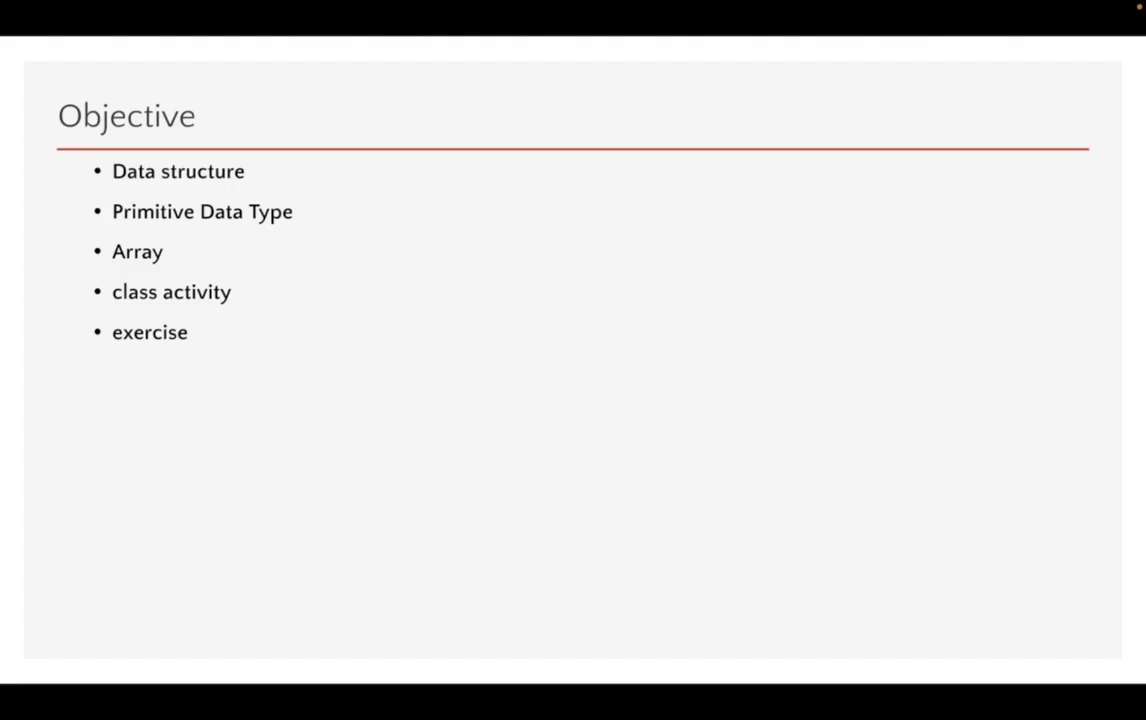 Objective
• Data structure
• Primitive Data Type
• Array
• class activity
• exercise